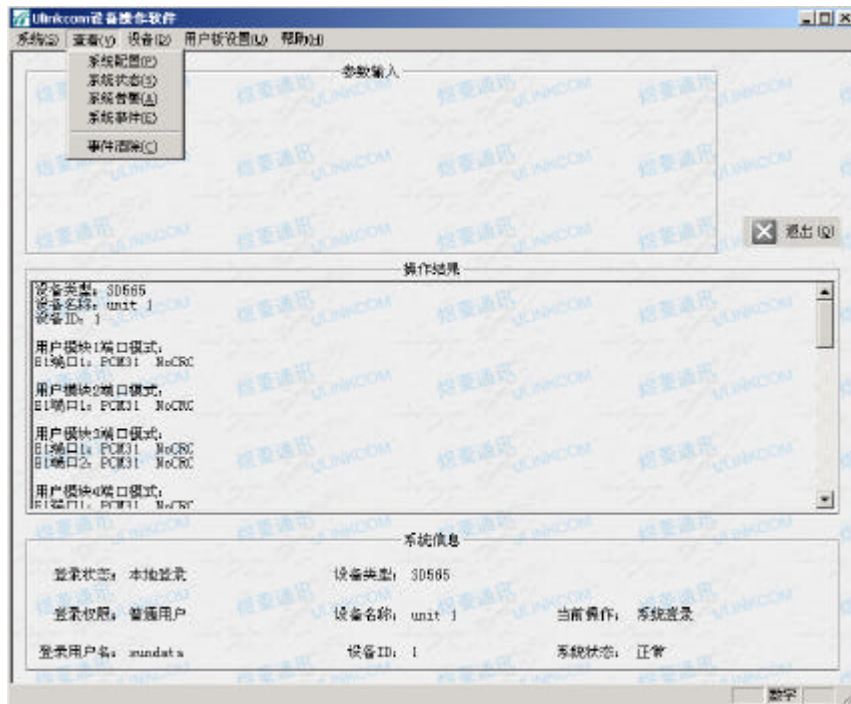 Ulinkcom设备操作软件
系统(S) 查看(V) 设备(D) 用户板设置(U) 帮助(H)
系统配置(P)
系统状态(S)
系统告警(A)
系统事件(E)
事件清除(C)
参数输入
退出(Q)
操作结果
设备类型: SD565
设备名称: unit 1
设备ID: 1
用户模块1端口模式:
E1端口1: PCM31 NoCRC
用户模块2端口模式:
E1端口1: PCM31 NoCRC
用户模块3端口模式:
E1端口1: PCM31 NoCRC
E1端口2: PCM31 NoCRC
用户模块4端口模式:
E1端口1: PCM31 NoCRC
系统信息
登录状态: 本地登录 设备类型: SD565
登录权限: 普通用户 设备名称: unit 1 当前操作: 系统登录
登录用户名: sundata 设备ID: 1 系统状态: 正常
数字